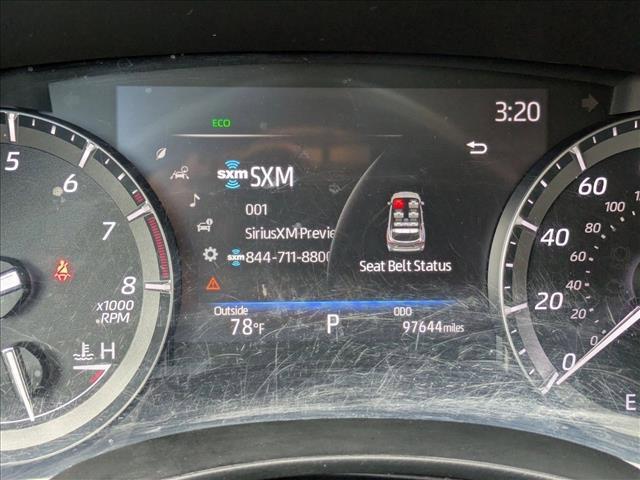 3:20
ECO
sxm SXM
001
SiriusXM Previe
sxm 844-711-8800
Seat Belt Status
Outside
78°F
P
ODO
97644 miles
5
6
7
8
x1000
RPM
H
60
40
20
0
100
80
60
40
20
0
E